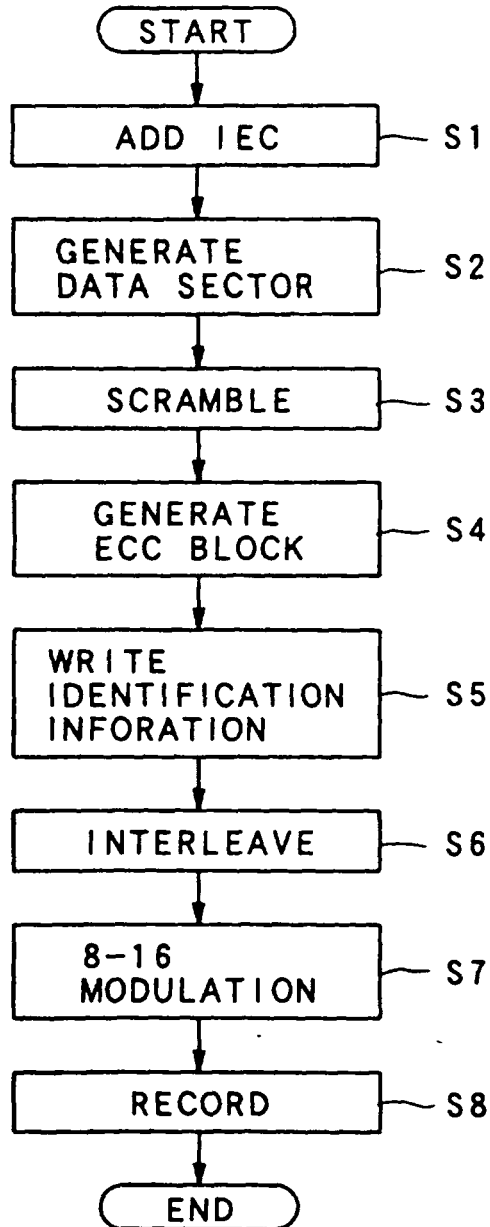 START
ADD IEC S1
GENERATE
DATA SECTOR S2
SCRAMBLE S3
GENERATE
ECC BLOCK S4
WRITE
IDENTIFICATION S5
INFORATION
INTERLEAVE S6
8-16
MODULATION S7
RECORD S8
END